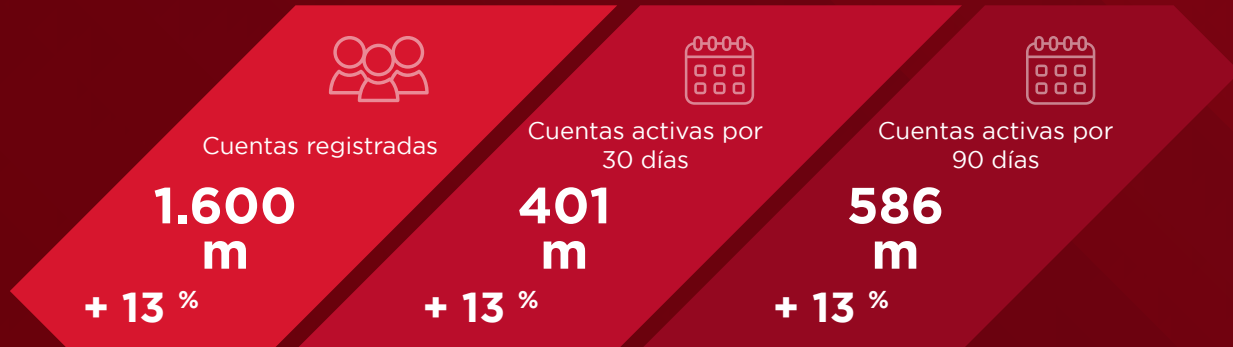 Cuentas registradas
1.600
m
+ 13 %
Cuentas activas por
30 días
401
m
+ 13 %
Cuentas activas por
90 días
586
m
+ 13 %